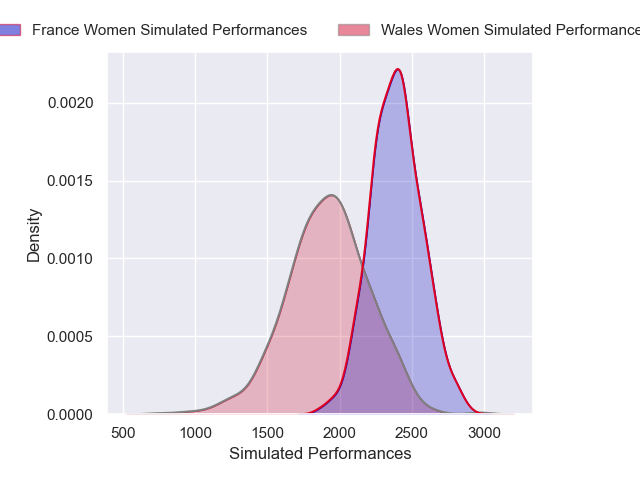 France Women Simulated Performances
Wales Women Simulated Performance
0.0020
0.0015
0.0010
0.0005
0.0000
Density
500 1000 1500 2000 2500 3000
Simulated Performances